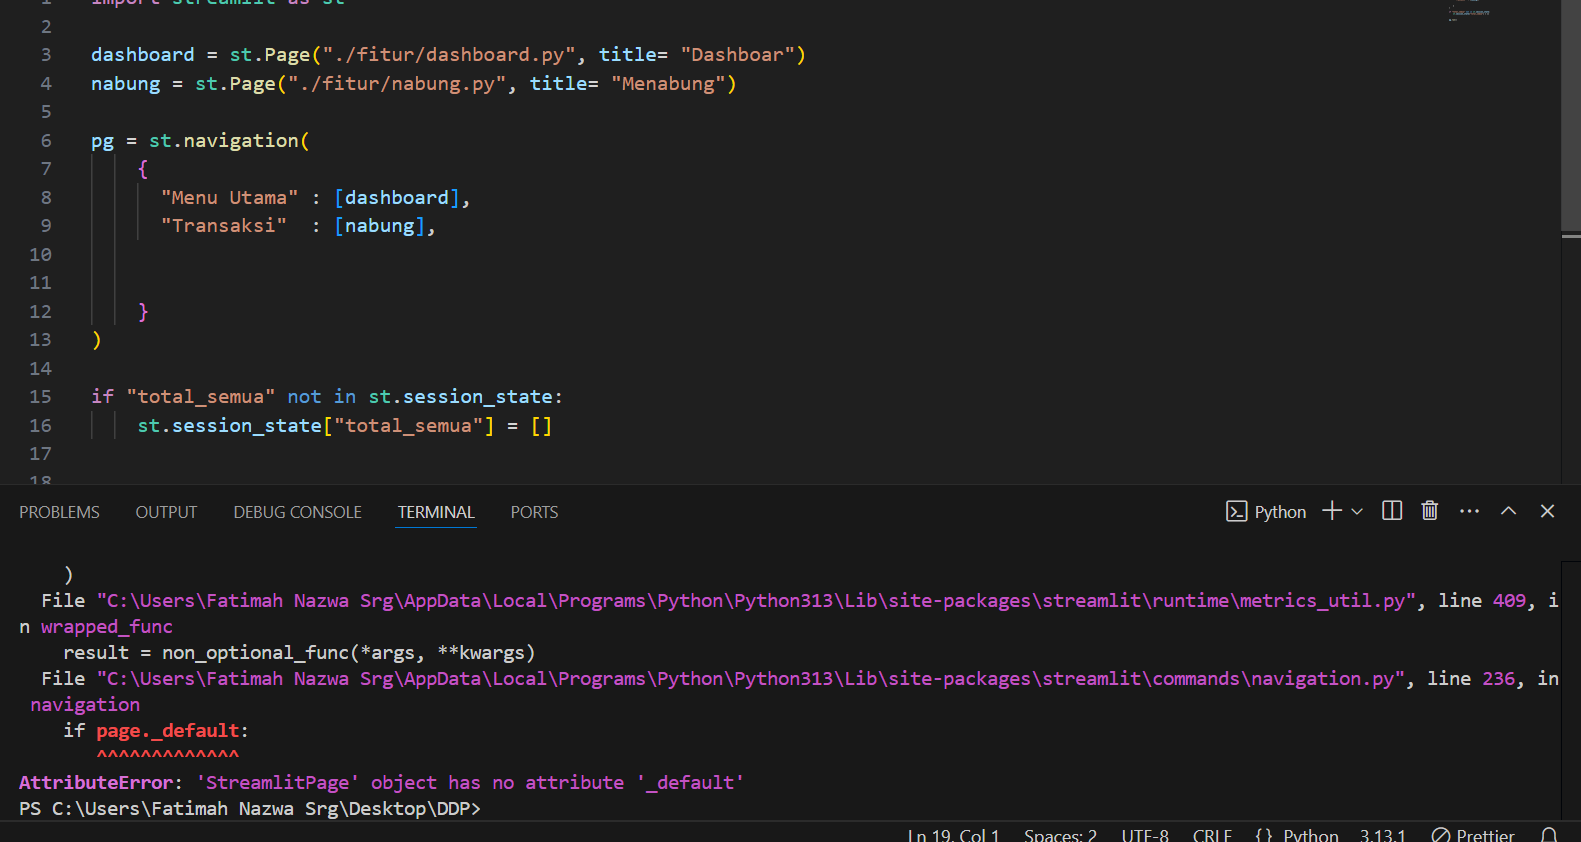 1 import streamlit as st
2
3 dashboard = st.Page("./fitur/dashboard.py", title= "Dashboar")
4 nabung = st.Page("./fitur/nabung.py", title= "Menabung")
5
6 pg = st.navigation(
7 {
8 "Menu Utama" : [dashboard],
9 "Transaksi"  : [nabung],
10
11
12 }
13 )
14
15 if "total_semua" not in st.session_state:
16 st.session_state["total_semua"] = []
17
18
PROBLEMS OUTPUT DEBUG CONSOLE TERMINAL PORTS Python
)
File "C:\Users\Fatimah Nazwa Srg\AppData\Local\Programs\Python\Python313\Lib\site-packages\streamlit\runtime\metrics_util.py", line 409, i
n wrapped_func
result = non_optional_func(*args, **kwargs)
File "C:\Users\Fatimah Nazwa Srg\AppData\Local\Programs\Python\Python313\Lib\site-packages\streamlit\commands\navigation.py", line 236, in
navigation
if page._default:
^^^^^^^^^^^^^
AttributeError: 'StreamlitPage' object has no attribute '_default'
PS C:\Users\Fatimah Nazwa Srg\Desktop\DDP>
Ln 19, Col 1 Spaces: 2 UTF-8 CRLF {} Python 3.13.1 Prettier